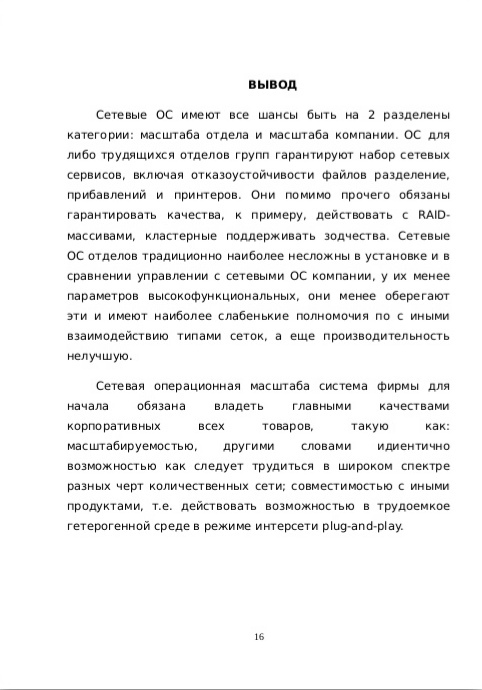 ВЫВОД
Сетевые ОС имеют все шансы быть на 2 разделены
категории: масштаба отдела и масштаба компании. ОС для
либо трудящихся отделов групп гарантируют набор сетевых
сервисов, включая отказоустойчивости файлов разделение,
прибавлений и принтеров. Они помимо прочего обязаны
гарантировать качества, к примеру, действовать с RAID-
массивами, кластерные поддерживать зодчества. Сетевые
ОС отделов традиционно наиболее несложны в установке и в
сравнении управлении с сетевыми ОС компании, у их менее
параметров высокофункциональных, они менее оберегают
эти и имеют наиболее слабенькие полномочия по с иными
взаимодействию типами сеток, а еще производительность
нелучшую.
Сетевая операционная масштаба система фирмы для
начала обязана владеть главными качествами
корпоративных всех товаров, такую как:
масштабируемостью, другими словами идиентично
возможностью как следует трудиться в широком спектре
разных черт количественных сети; совместимостью с иными
продуктами, т.е. действовать возможностью в трудоемкое
гетерогенной среде в режиме интерсети plug-and-play.
16